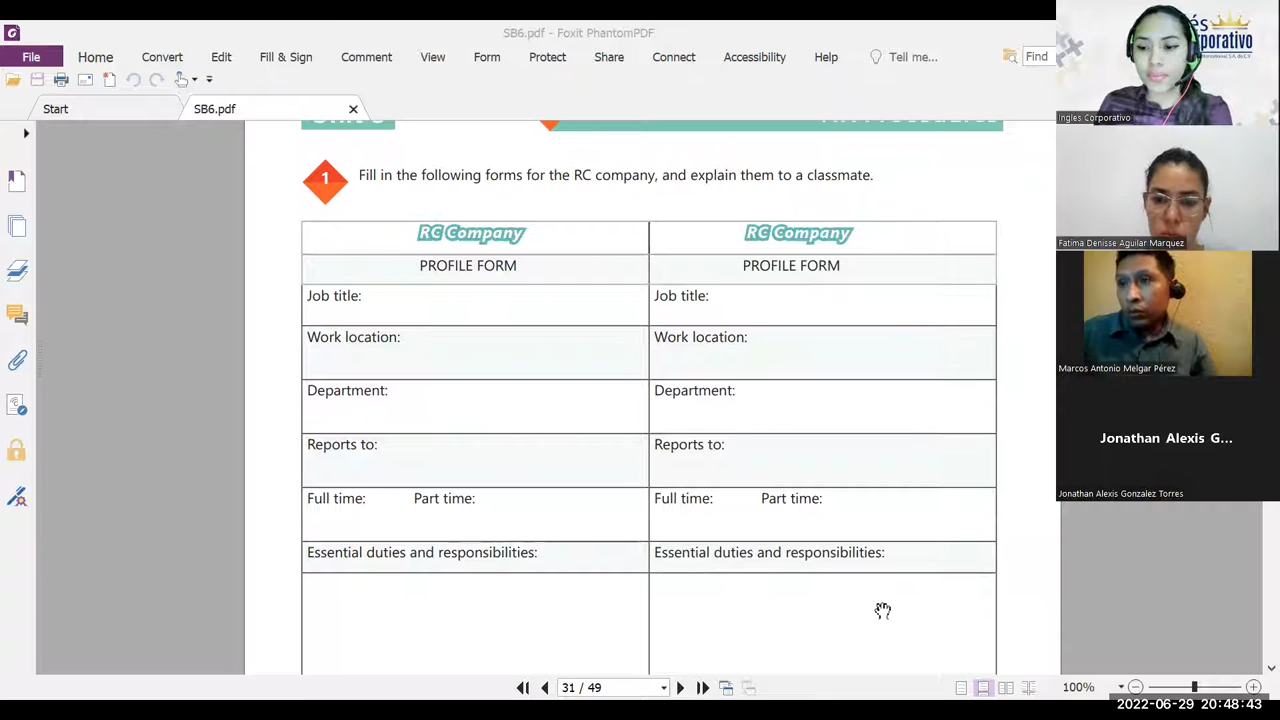 SB6.pdf - Foxit PhantomPDF
File Home Convert Edit Fill & Sign Comment View Form Protect Share Connect Accessibility Help Tell me... Find
Start SB6.pdf
1 Fill in the following forms for the RC company, and explain them to a classmate.
RC Company RC Company
PROFILE FORM PROFILE FORM
Job title: Job title:
Work location: Work location:
Department: Department:
Reports to: Reports to:
Full time: Part time: Full time: Part time:
Essential duties and responsibilities: Essential duties and responsibilities:
31 / 49
100%
és
rporativo
Ingles Corporativo
Fatima Denisse Aguilar Marquez
Marcos Antonio Melgar Pérez
Jonathan Alexis G...
Jonathan Alexis Gonzalez Torres
2022-06-29 20:48:43